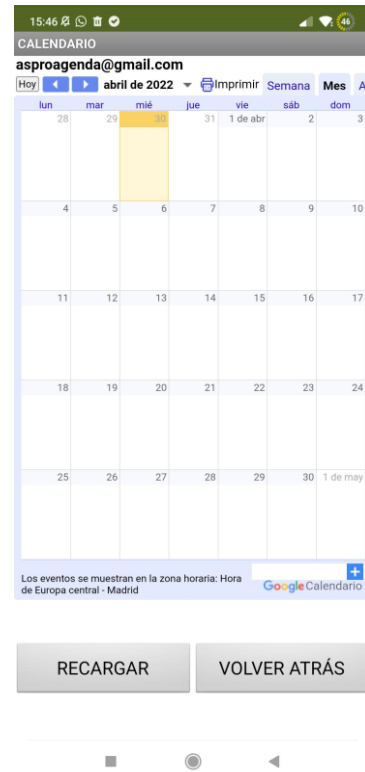 15:46
46
CALENDARIO
asproagenda@gmail.com
Hoy abril de 2022 Imprimir Semana Mes A
lun mar mié jue vie sáb dom
28 29 30 31 1 de abr 2 3
4 5 6 7 8 9 10
11 12 13 14 15 16 17
18 19 20 21 22 23 24
25 26 27 28 29 30 1 de may
Los eventos se muestran en la zona horaria: Hora
de Europa central - Madrid
Google Calendario
RECARGAR VOLVER ATRÁS